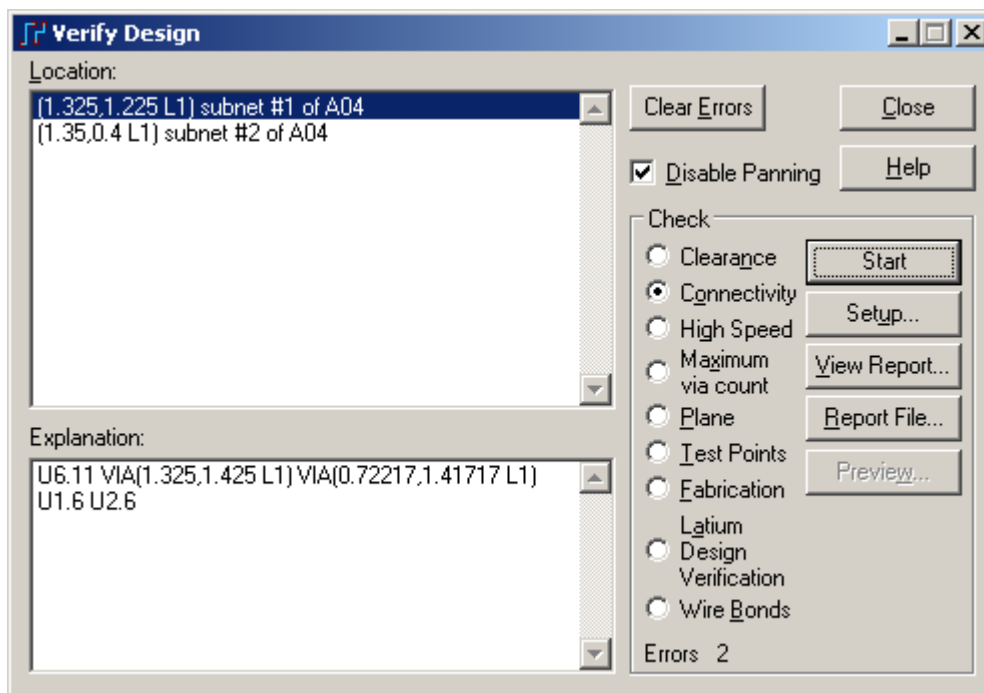 Verify Design
Location:
(1.325,1.225 L1) subnet #1 of A04
(1.35,0.4 L1) subnet #2 of A04
Explanation:
U6.11 VIA(1.325,1.425 L1) VIA(0.72217,1.41717 L1)
U1.6 U2.6
Clear Errors
Close
Disable Panning
Help
Check
Clearance
Connectivity
High Speed
Maximum
via count
Plane
Test Points
Fabrication
Latium
Design
Verification
Wire Bonds
Start
Setup...
View Report...
Report File...
Preview...
Errors 2